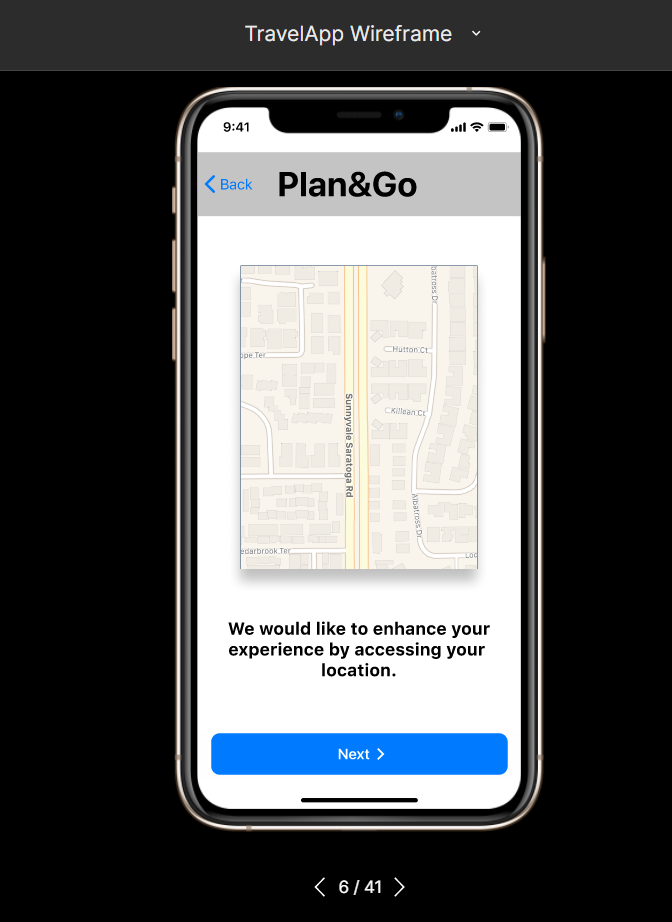 TravelApp Wireframe
9:41
Back
Plan&Go
Albatross Dr
Hutton Ct
ope Ter
Killean Ct
Sunnyvale Saratoga Rd
Albatross Dr
edarbrook Ter
Loc
We would like to enhance your
experience by accessing your
location.
Next
6 / 41